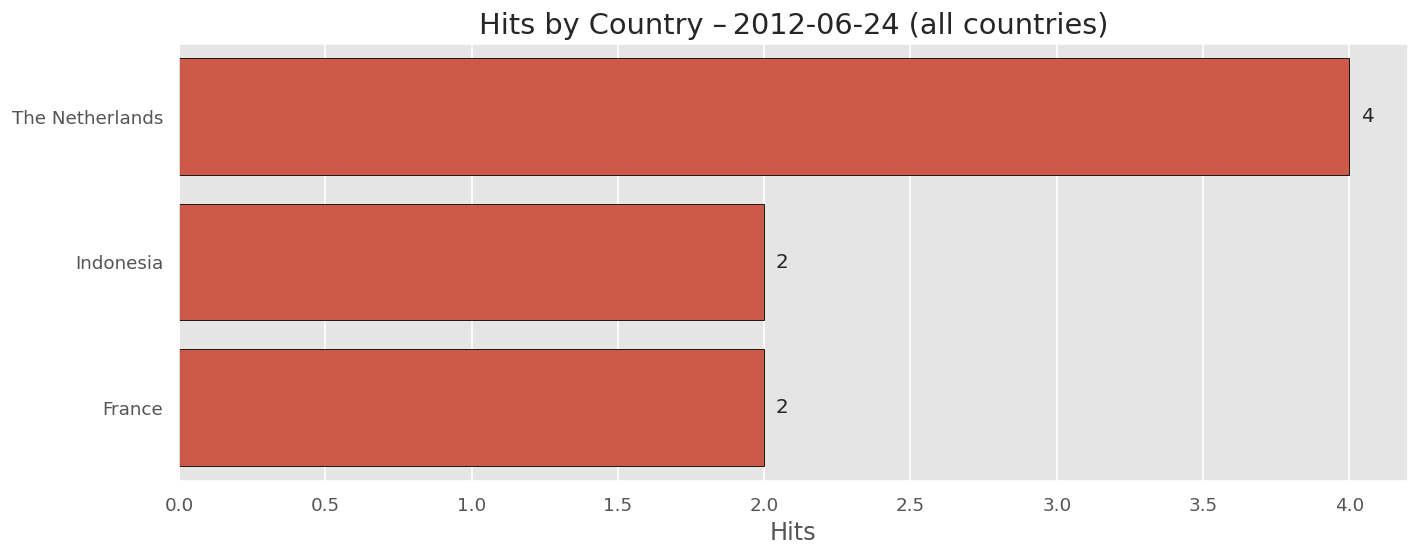 Hits by Country – 2012-06-24 (all countries)
The Netherlands 4
Indonesia 2
France 2
0.0 0.5 1.0 1.5 2.0 2.5 3.0 3.5 4.0
Hits